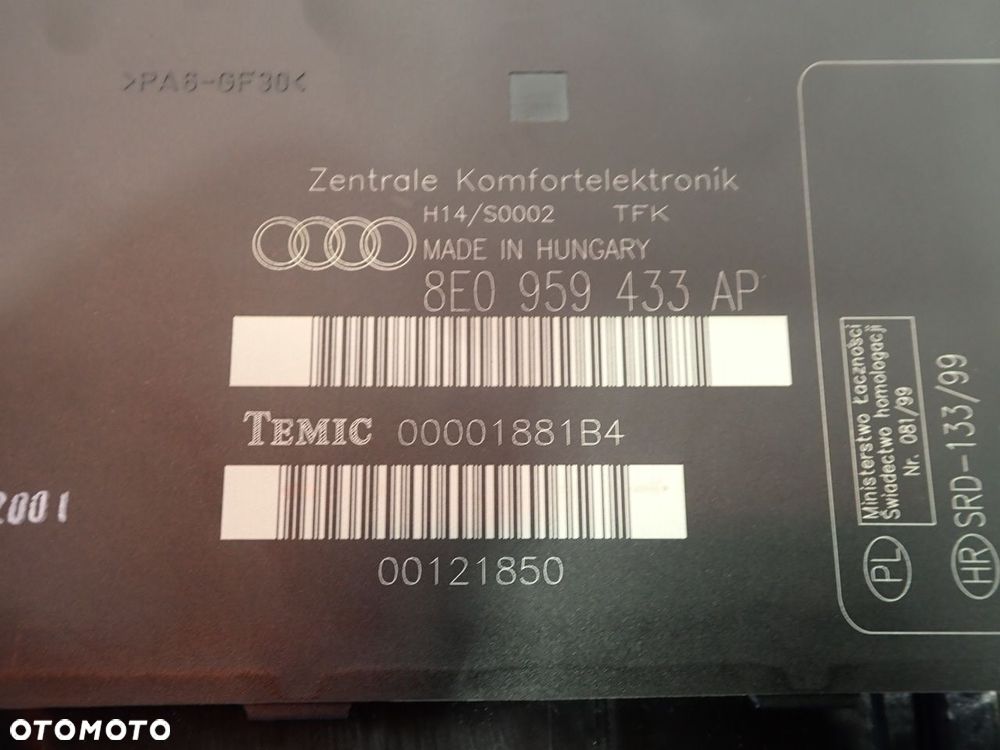 >PA6-GF30<
Zentrale Komfortelektronik
H14/S0002 TFK
MADE IN HUNGARY
8E0 959 433 AP
TEMIC 00001881B4
00121850
2001
Ministerstwo Łaczności
Świadectwo homologacji
Nr. 081/99
PL
HR SRD-133/99
OTOMOTO